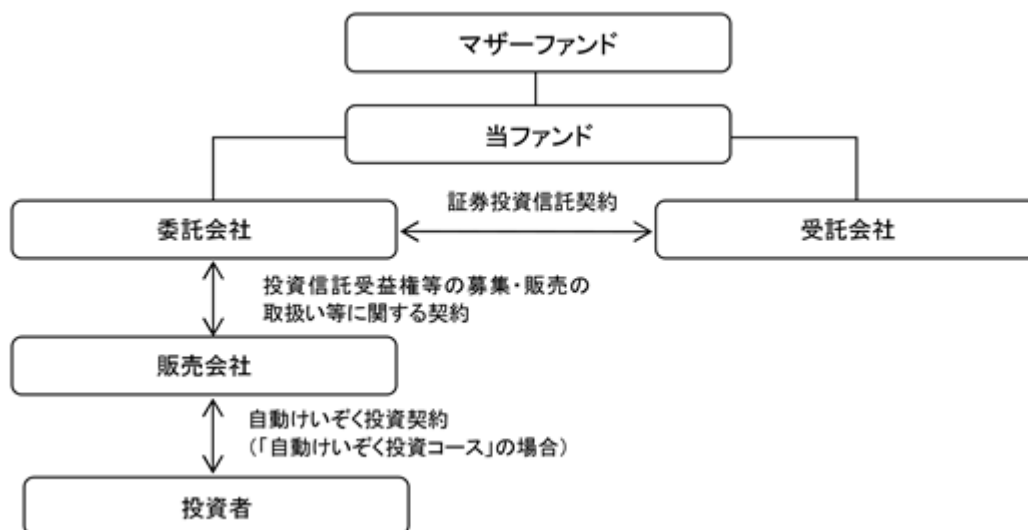 マザーファンド
当ファンド
証券投資信託契約
委託会社
受託会社
投資信託受益権等の募集・販売の
取扱い等に関する契約
販売会社
自動けいぞく投資契約
(「自動けいぞく投資コース」の場合)
投資者